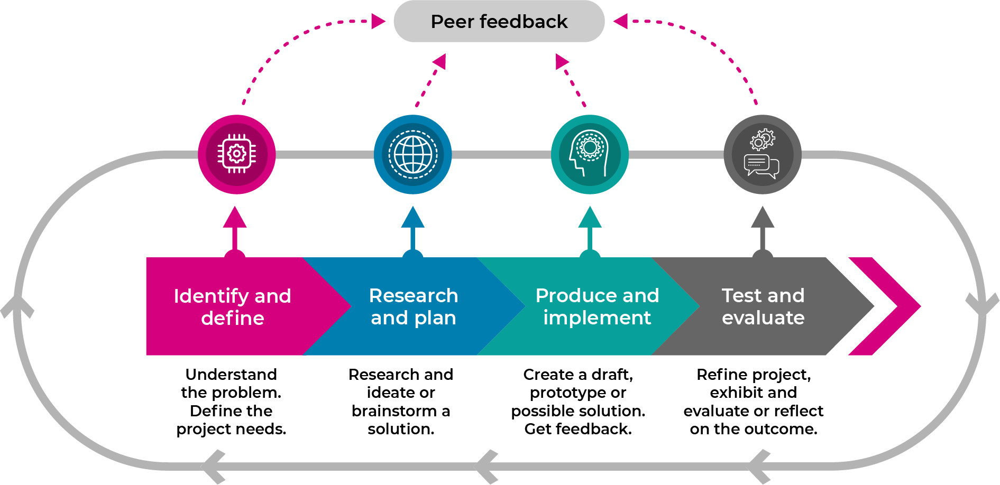 Peer feedback
Identify and
define
Research
and plan
Produce and
implement
Test and
evaluate
Understand
the problem.
Define the
project needs.
Research and
ideate or
brainstorm a
solution.
Create a draft,
prototype or
possible solution.
Get feedback.
Refine project,
exhibit and
evaluate or reflect
on the outcome.